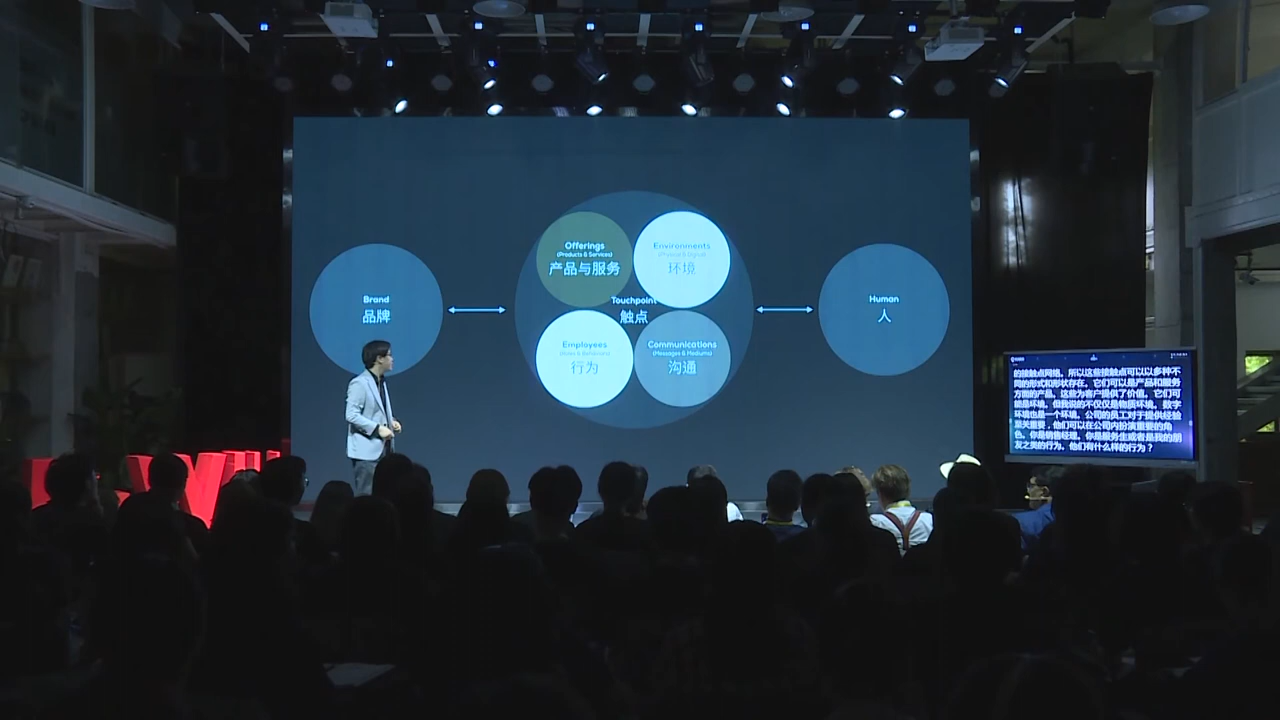 Brand
品牌
Offerings
(Products & Services)
产品与服务
Environments
(Physical & Digital)
环境
Touchpoint
触点
Employees
行为
Communications
(Messages & Mediums)
沟通
Human
人
的接触点网络。所以这些接触点可以以多种不
同的形式和形状存在。它们可以是产品和服务
方面的产品。这些为客户提供了价值。它们可
能是环境。但我说的不仅仅是物质环境。数字
环境也是一个环境。公司的员工对于提供经验
至关重要，他们可以在公司内扮演重要的角
色。你是销售经理。你是服务生或者是我的朋
友之类的行为。他们有什么样的行为？